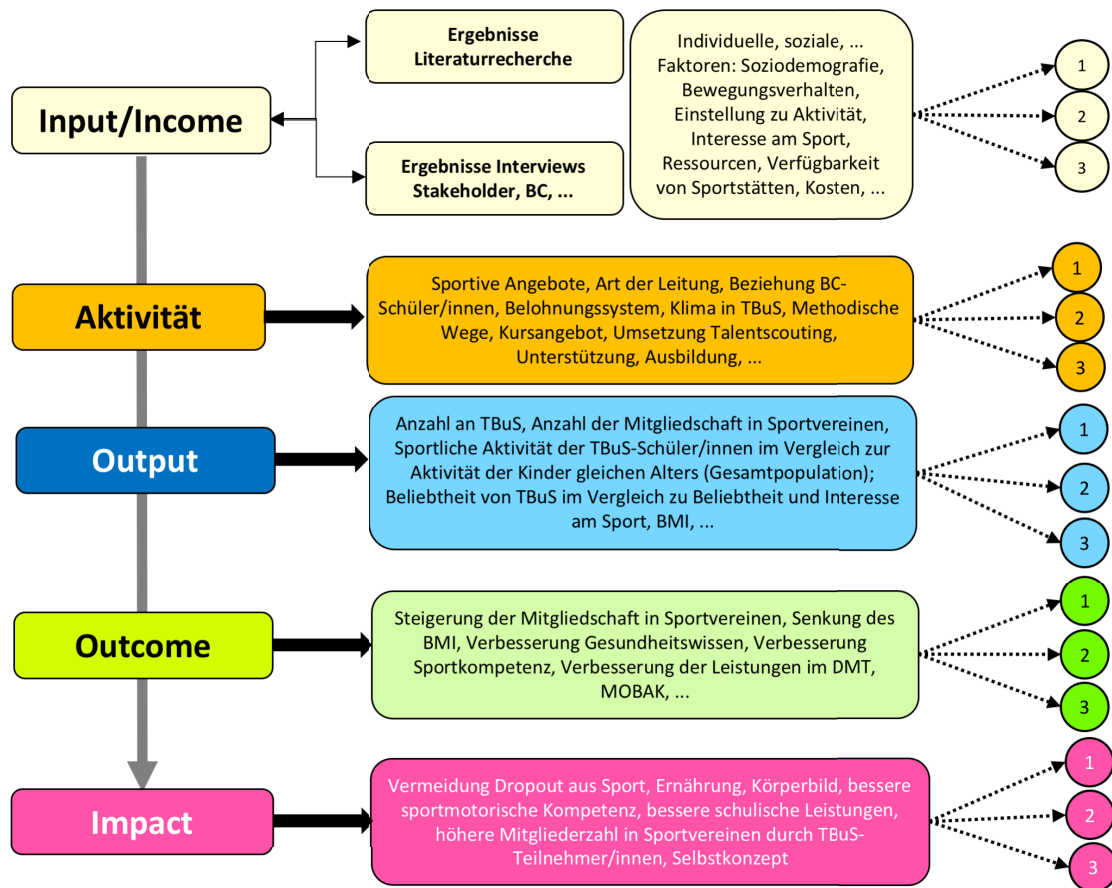 Input/Income
Ergebnisse
Literaturrecherche
Ergebnisse Interviews
Stakeholder, BC, ...
Individuelle, soziale, ...
Faktoren: Soziodemografie,
Bewegungsverhalten,
Einstellung zu Aktivität,
Interesse am Sport,
Ressourcen, Verfügbarkeit
von Sportstätten, Kosten, ...
1
2
3
Aktivität
Sportive Angebote, Art der Leitung, Beziehung BC-
Schüler/innen, Belohnungssystem, Klima in TBuS, Methodische
Wege, Kursangebot, Umsetzung Talentscouting,
Unterstützung, Ausbildung, ...
1
2
3
Output
Anzahl an TBuS, Anzahl der Mitgliedschaft in Sportvereinen,
Sportliche Aktivität der TBuS-Schüler/innen im Vergleich zur
Aktivität der Kinder gleichen Alters (Gesamtpopulation);
Beliebtheit von TBuS im Vergleich zu Beliebtheit und Interesse
am Sport, BMI, ...
1
2
3
Outcome
Steigerung der Mitgliedschaft in Sportvereinen, Senkung des
BMI, Verbesserung Gesundheitswissen, Verbesserung
Sportkompetenz, Verbesserung der Leistungen im DMT,
MOBAK, ...
1
2
3
Impact
Vermeidung Dropout aus Sport, Ernährung, Körperbild, bessere
sportmotorische Kompetenz, bessere schulische Leistungen,
höhere Mitgliederzahl in Sportvereinen durch TBuS-
Teilnehmer/innen, Selbstkonzept
1
2
3